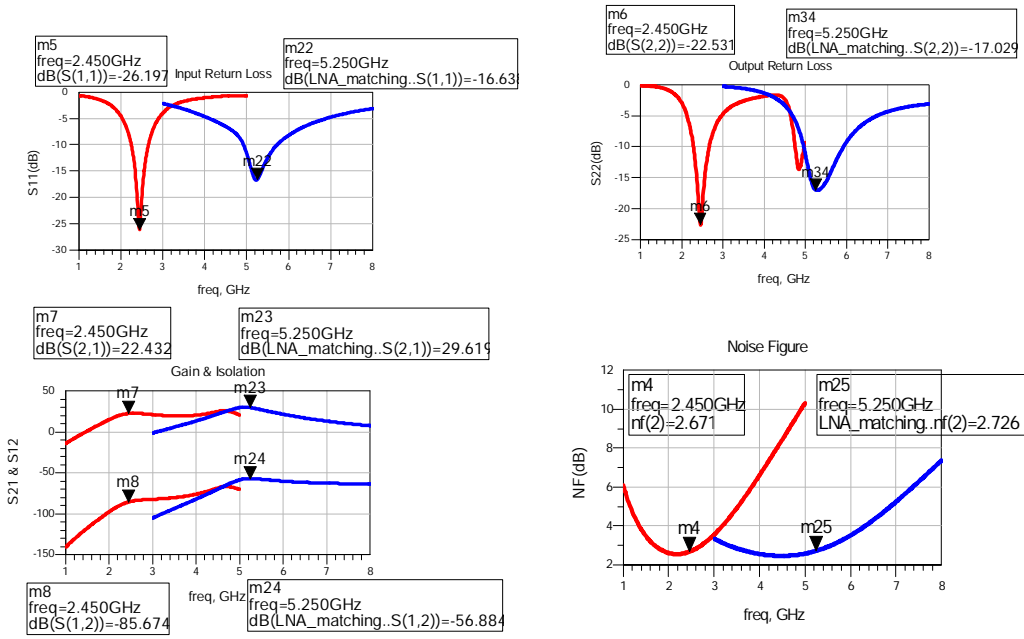 m5
freq=2.450GHz
dB(S(1,1))=-26.197
m22
freq=5.250GHz
dB(LNA_matching..S(1,1))=-16.638
Input Return Loss
S11(dB)
0
-5
-10
-15
-20
-25
-30
m5
m22
1
2
3
4
5
6
7
8
freq, GHz
m6
freq=2.450GHz
dB(S(2,2))=-22.531
m34
freq=5.250GHz
dB(LNA_matching..S(2,2))=-17.029
Output Return Loss
S22(dB)
0
-5
-10
-15
-20
-25
m6
m34
1
2
3
4
5
6
7
8
freq, GHz
m7
freq=2.450GHz
dB(S(2,1))=22.432
m23
freq=5.250GHz
dB(LNA_matching..S(2,1))=29.619
Gain & Isolation
S21 & S12
50
0
-50
-100
-150
m7
m23
m8
m24
1
2
3
4
5
6
7
8
freq, GHz
m8
freq=2.450GHz
dB(S(1,2))=-85.674
m24
freq=5.250GHz
dB(LNA_matching..S(1,2))=-56.884
Noise Figure
NF(dB)
12
10
8
6
4
2
m4
freq=2.450GHz
nf(2)=2.671
m25
freq=5.250GHz
LNA_matching..nf(2)=2.726
m4
m25
1
2
3
4
5
6
7
8
freq, GHz